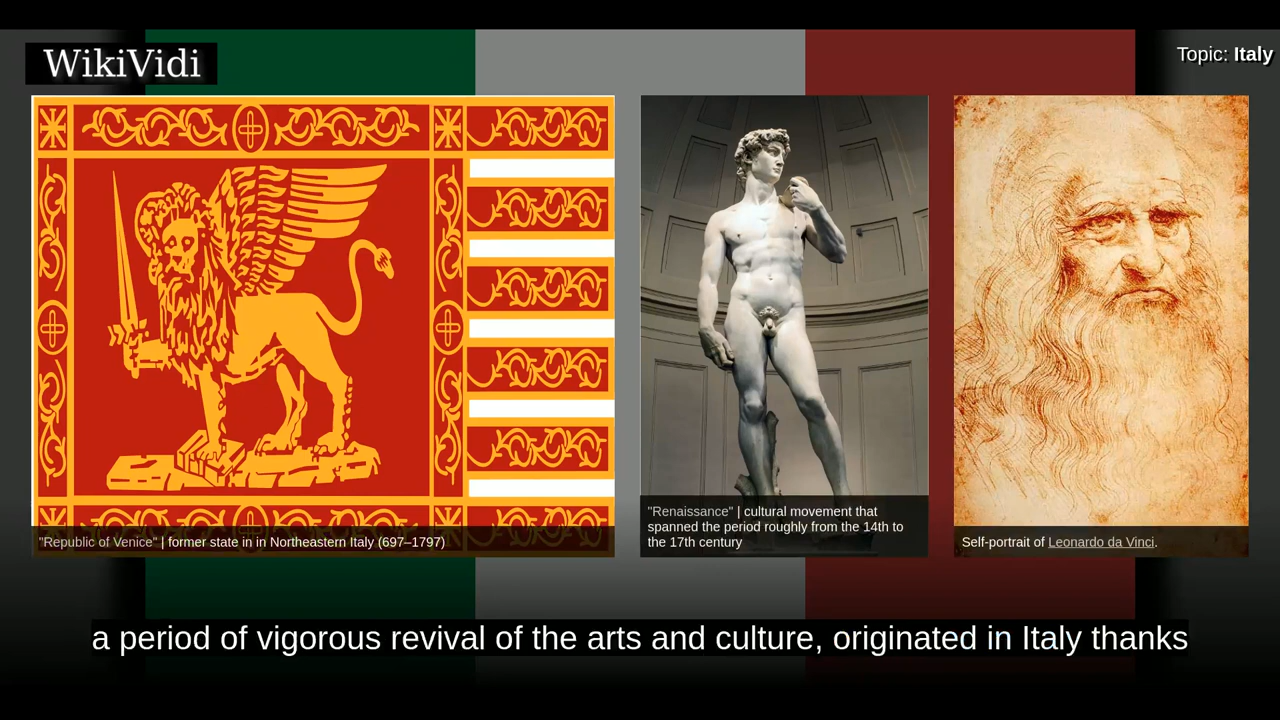 WikiVidi
Topic: Italy
"Republic of Venice" | former state in in Northeastern Italy (697–1797)
"Renaissance" | cultural movement that
spanned the period roughly from the 14th to
the 17th century
Self-portrait of Leonardo da Vinci.
a period of vigorous revival of the arts and culture, originated in Italy thanks